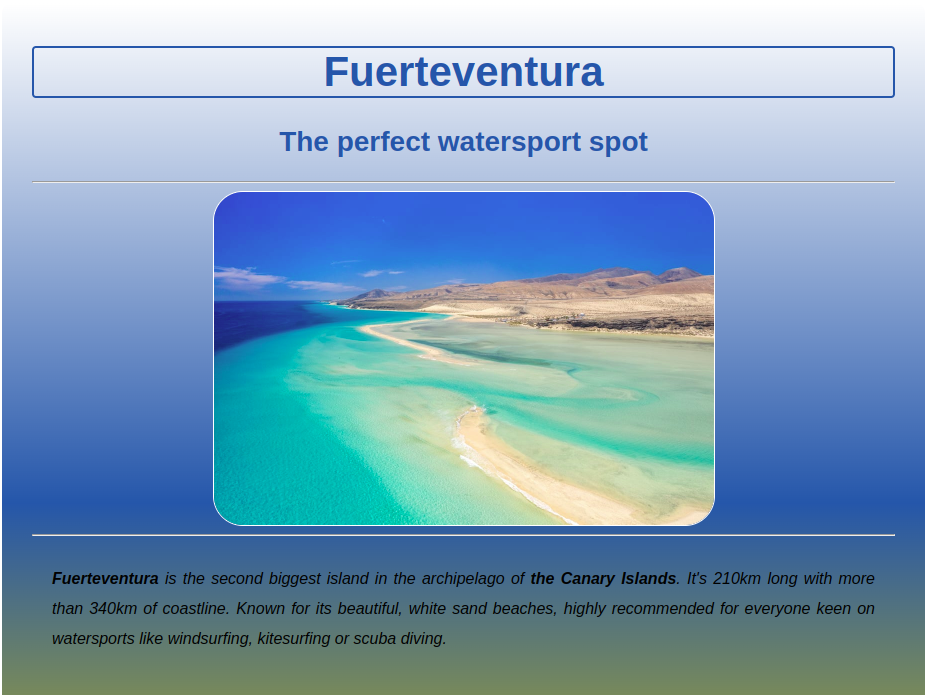 Fuerteventura
The perfect watersport spot
Fuerteventura is the second biggest island in the archipelago of the Canary Islands. It's 210km long with more
than 340km of coastline. Known for its beautiful, white sand beaches, highly recommended for everyone keen on
watersports like windsurfing, kitesurfing or scuba diving.